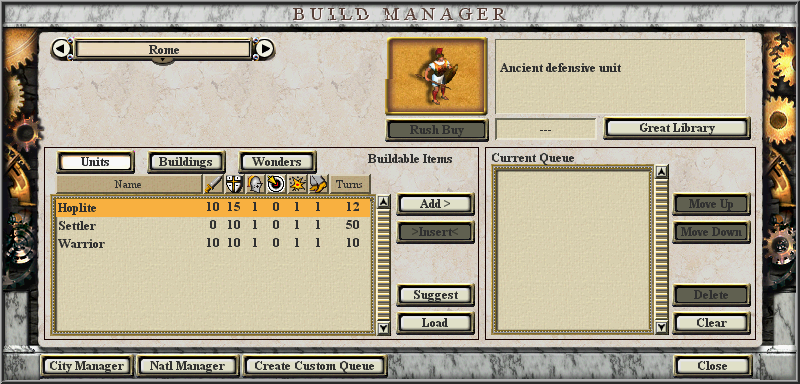 BUILD MANAGER
Rome
Ancient defensive unit
Rush Buy
---
Great Library
Units
Buildings
Wonders
Buildable Items
Name
Turns
Hoplite 10 15 1 0 1 1 12
Settler 0 10 1 0 1 1 50
Warrior 10 10 1 0 1 1 10
Add >
>Insert<
Suggest
Load
Current Queue
Move Up
Move Down
Delete
Clear
City Manager
Natl Manager
Create Custom Queue
Close